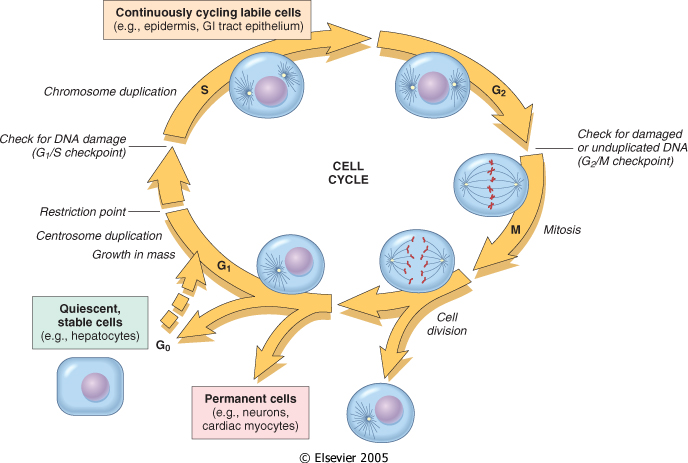 Continuously cycling labile cells
(e.g., epidermis, GI tract epithelium)
S
G2
Chromosome duplication
Check for DNA damage
(G1/S checkpoint)
Check for damaged
or unduplicated DNA
(G2/M checkpoint)
CELL
CYCLE
Restriction point
Centrosome duplication
Growth in mass
G1
M
Mitosis
Quiescent,
stable cells
(e.g., hepatocytes)
G0
Cell
division
Permanent cells
(e.g., neurons,
cardiac myocytes)
© Elsevier 2005